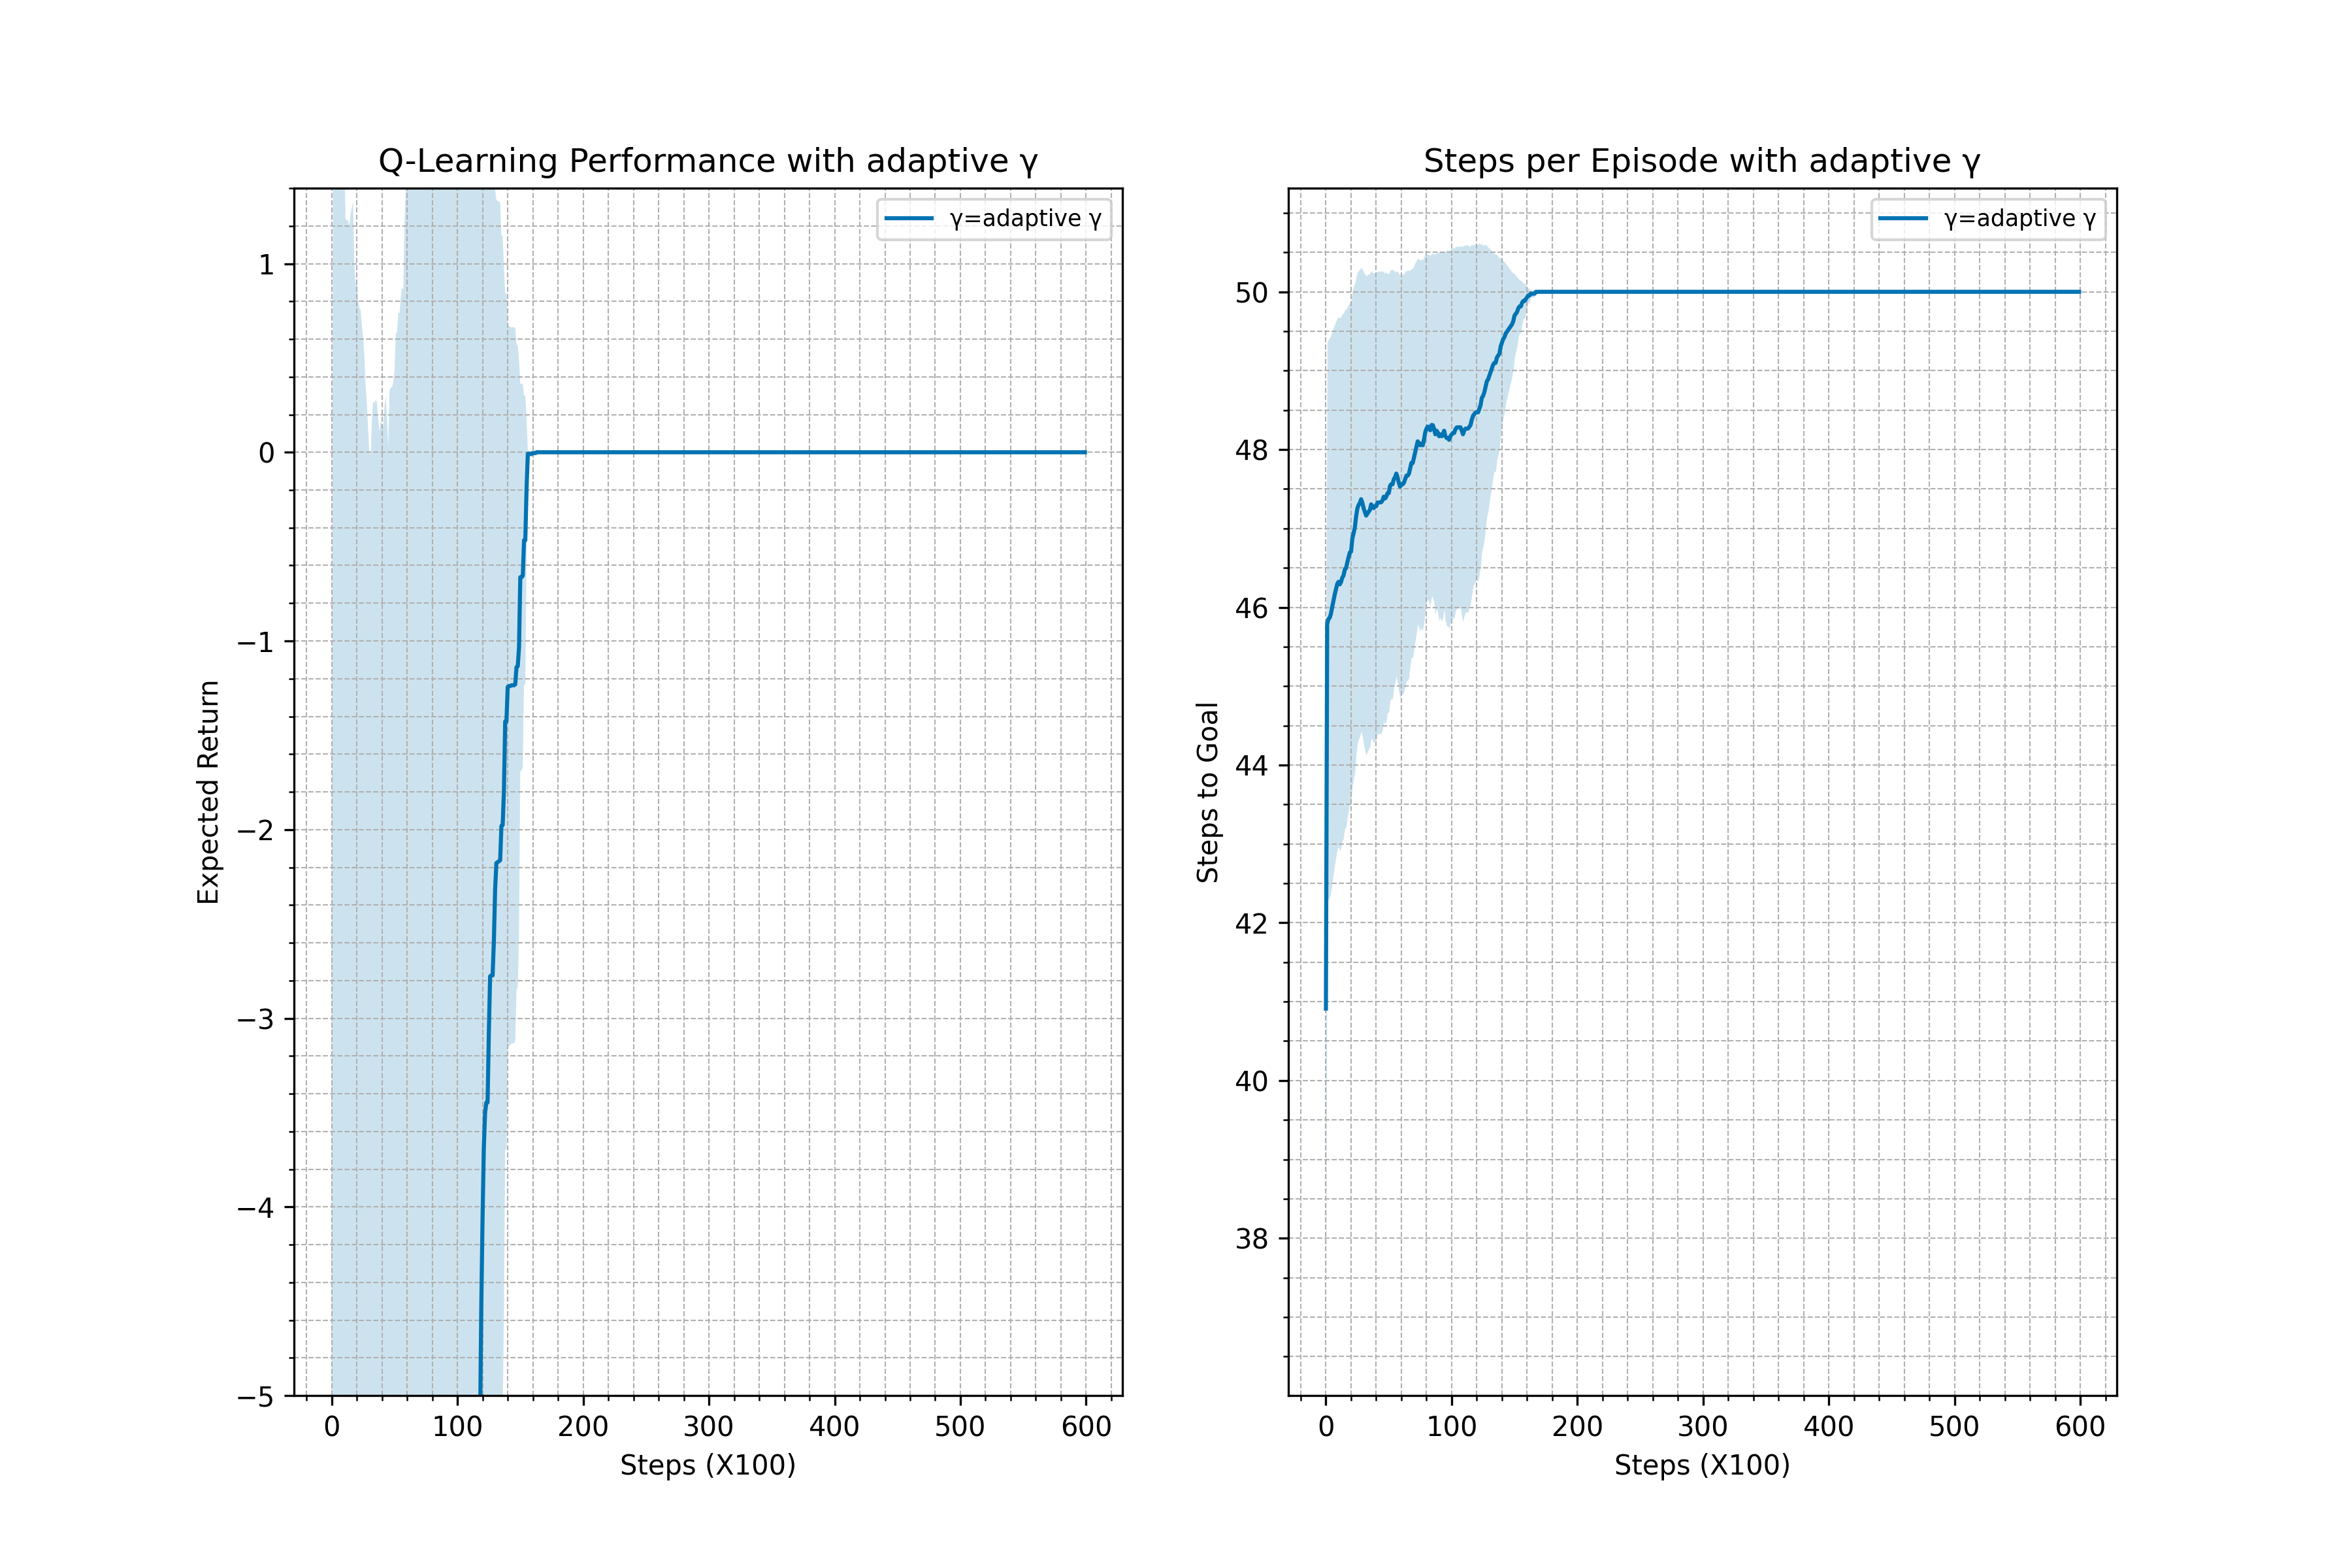 Q-Learning Performance with adaptive γ
γ=adaptive γ
Expected Return
1
0
−1
−2
−3
−4
−5
0 100 200 300 400 500 600
Steps (X100)
Steps per Episode with adaptive γ
γ=adaptive γ
Steps to Goal
50
48
46
44
42
40
38
0 100 200 300 400 500 600
Steps (X100)